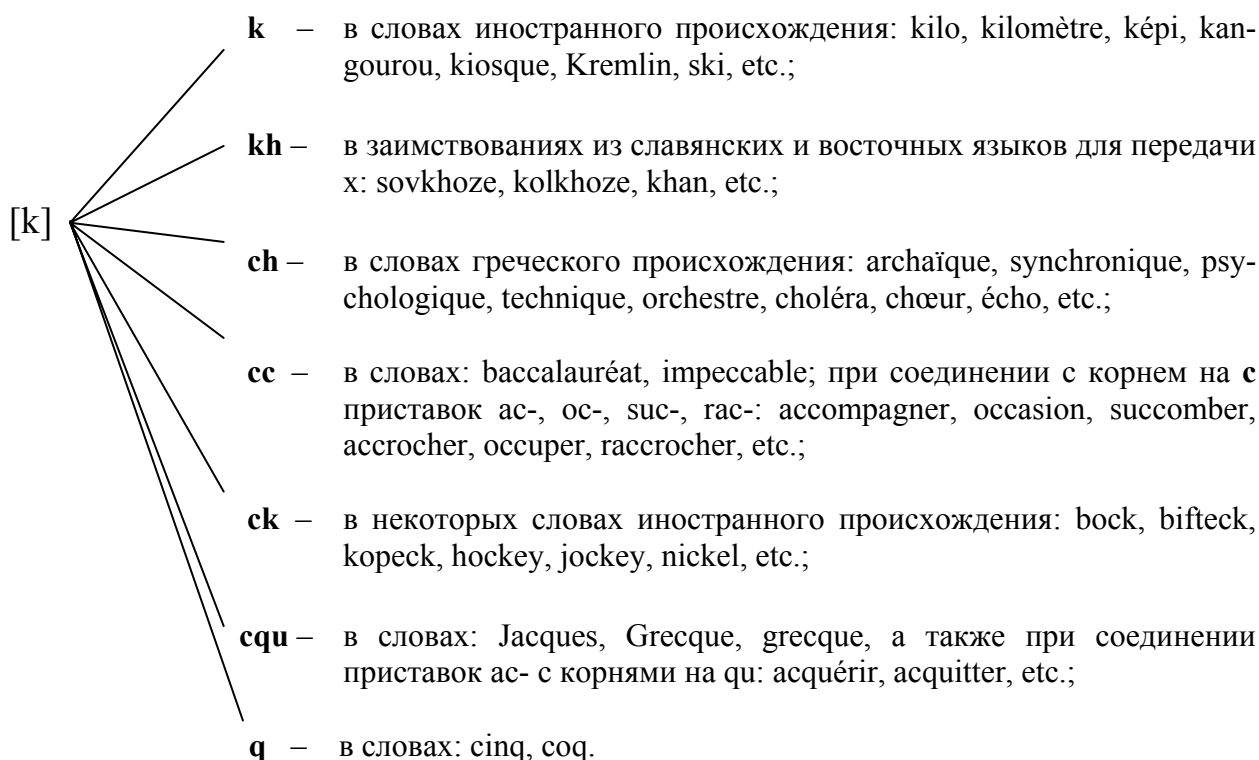 k – в словах иностранного происхождения: kilo, kilomètre, képi, kan-
gourou, kiosque, Kremlin, ski, etc.;
kh – в заимствованиях из славянских и восточных языков для передачи
х: sovkhoze, kolkhoze, khan, etc.;
[k]
ch – в словах греческого происхождения: archaïque, synchronique, psy-
chologique, technique, orchestre, choléra, chœur, écho, etc.;
cc – в словах: baccalauréat, impeccable; при соединении с корнем на с
приставок ac-, oc-, suc-, rac-: accompagner, occasion, succomber,
accrocher, occuper, raccrocher, etc.;
ck – в некоторых словах иностранного происхождения: bock, bifteck,
kopeck, hockey, jockey, nickel, etc.;
cqu – в словах: Jacques, Grecque, grecque, а также при соединении
приставок ac- с корнями на qu: acquérir, acquitter, etc.;
q – в словах: cinq, coq.